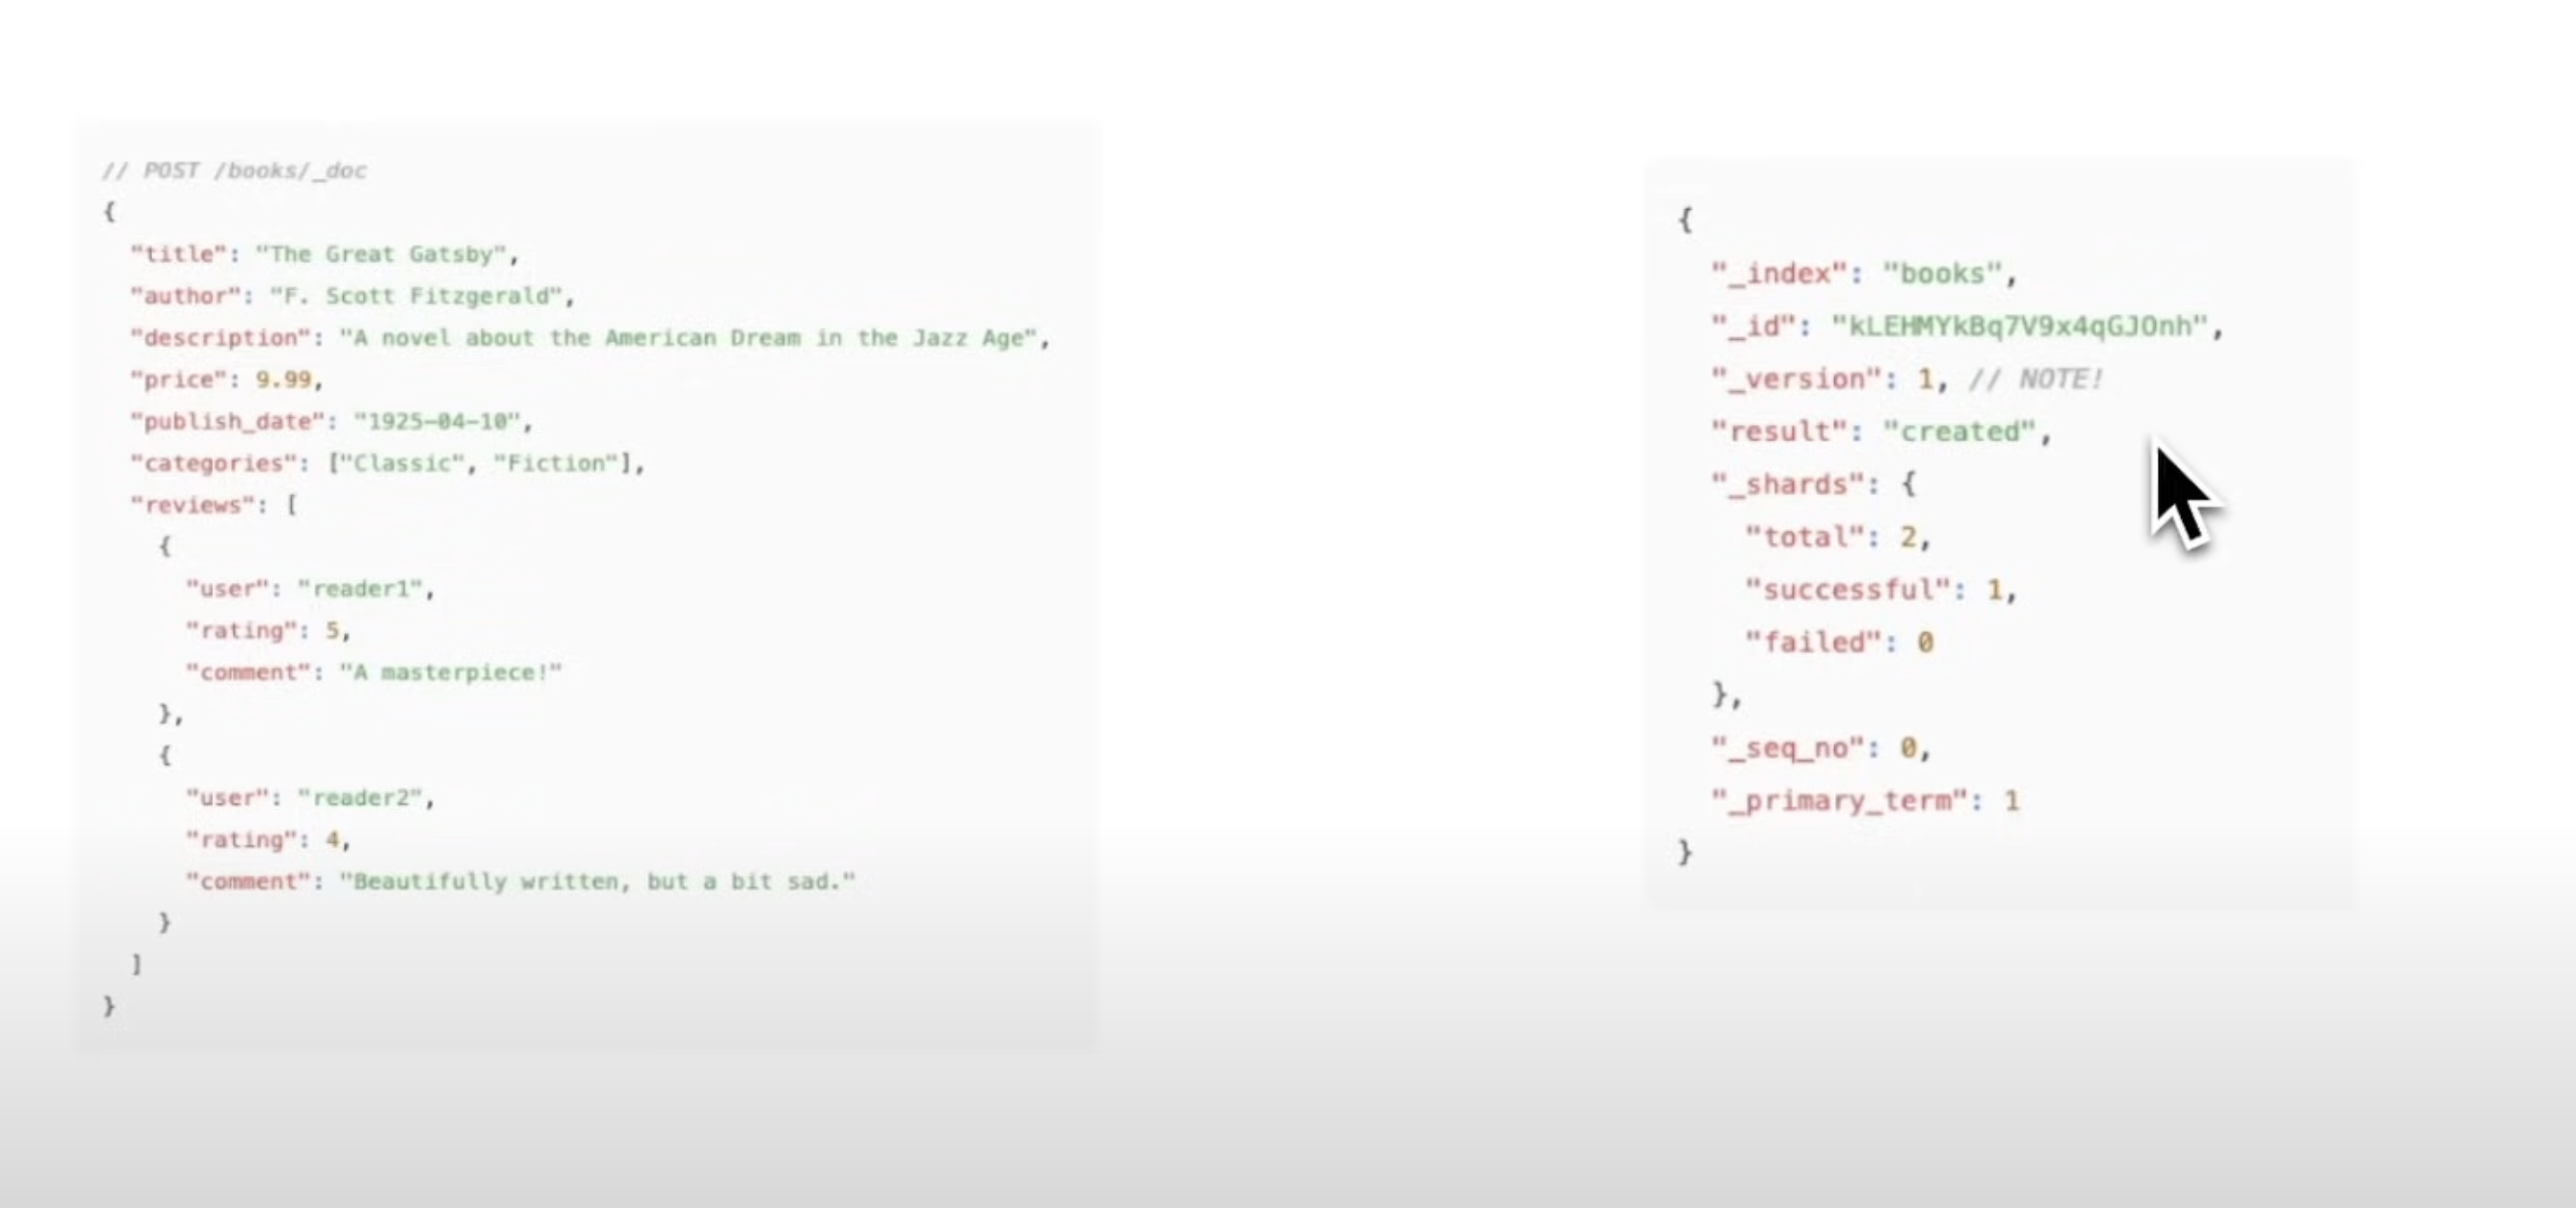 // POST /books/_doc
{
  "title": "The Great Gatsby",
  "author": "F. Scott Fitzgerald",
  "description": "A novel about the American Dream in the Jazz Age",
  "price": 9.99,
  "publish_date": "1925-04-10",
  "categories": ["Classic", "Fiction"],
  "reviews": [
    {
      "user": "reader1",
      "rating": 5,
      "comment": "A masterpiece!"
    },
    {
      "user": "reader2",
      "rating": 4,
      "comment": "Beautifully written, but a bit sad."
    }
  ]
}
{
  "_index": "books",
  "_id": "kLEHMYkBq7V9x4qGJOnh",
  "_version": 1, // NOTE!
  "result": "created",
  "_shards": {
    "total": 2,
    "successful": 1,
    "failed": 0
  },
  "_seq_no": 0,
  "_primary_term": 1
}